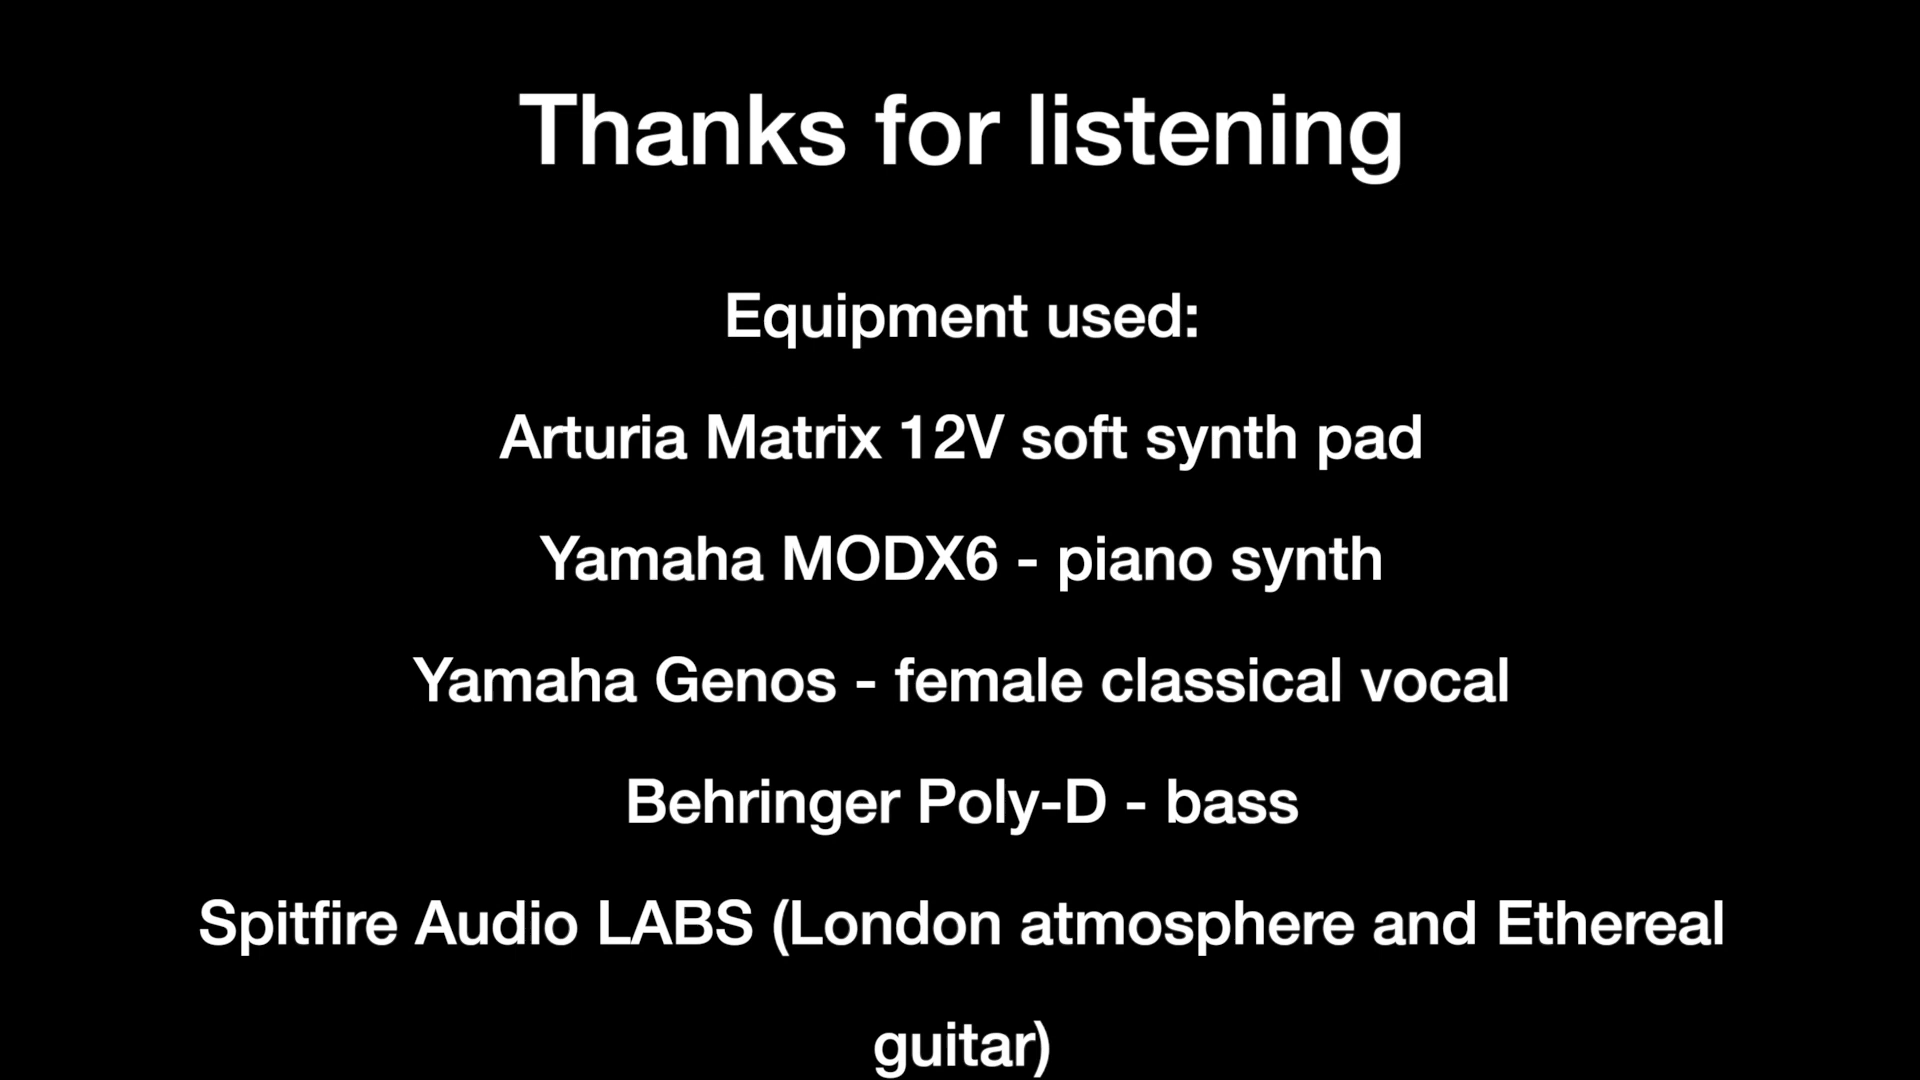 Thanks for listening
Equipment used:
Arturia Matrix 12V soft synth pad
Yamaha MODX6 - piano synth
Yamaha Genos - female classical vocal
Behringer Poly-D - bass
Spitfire Audio LABS (London atmosphere and Ethereal
guitar)